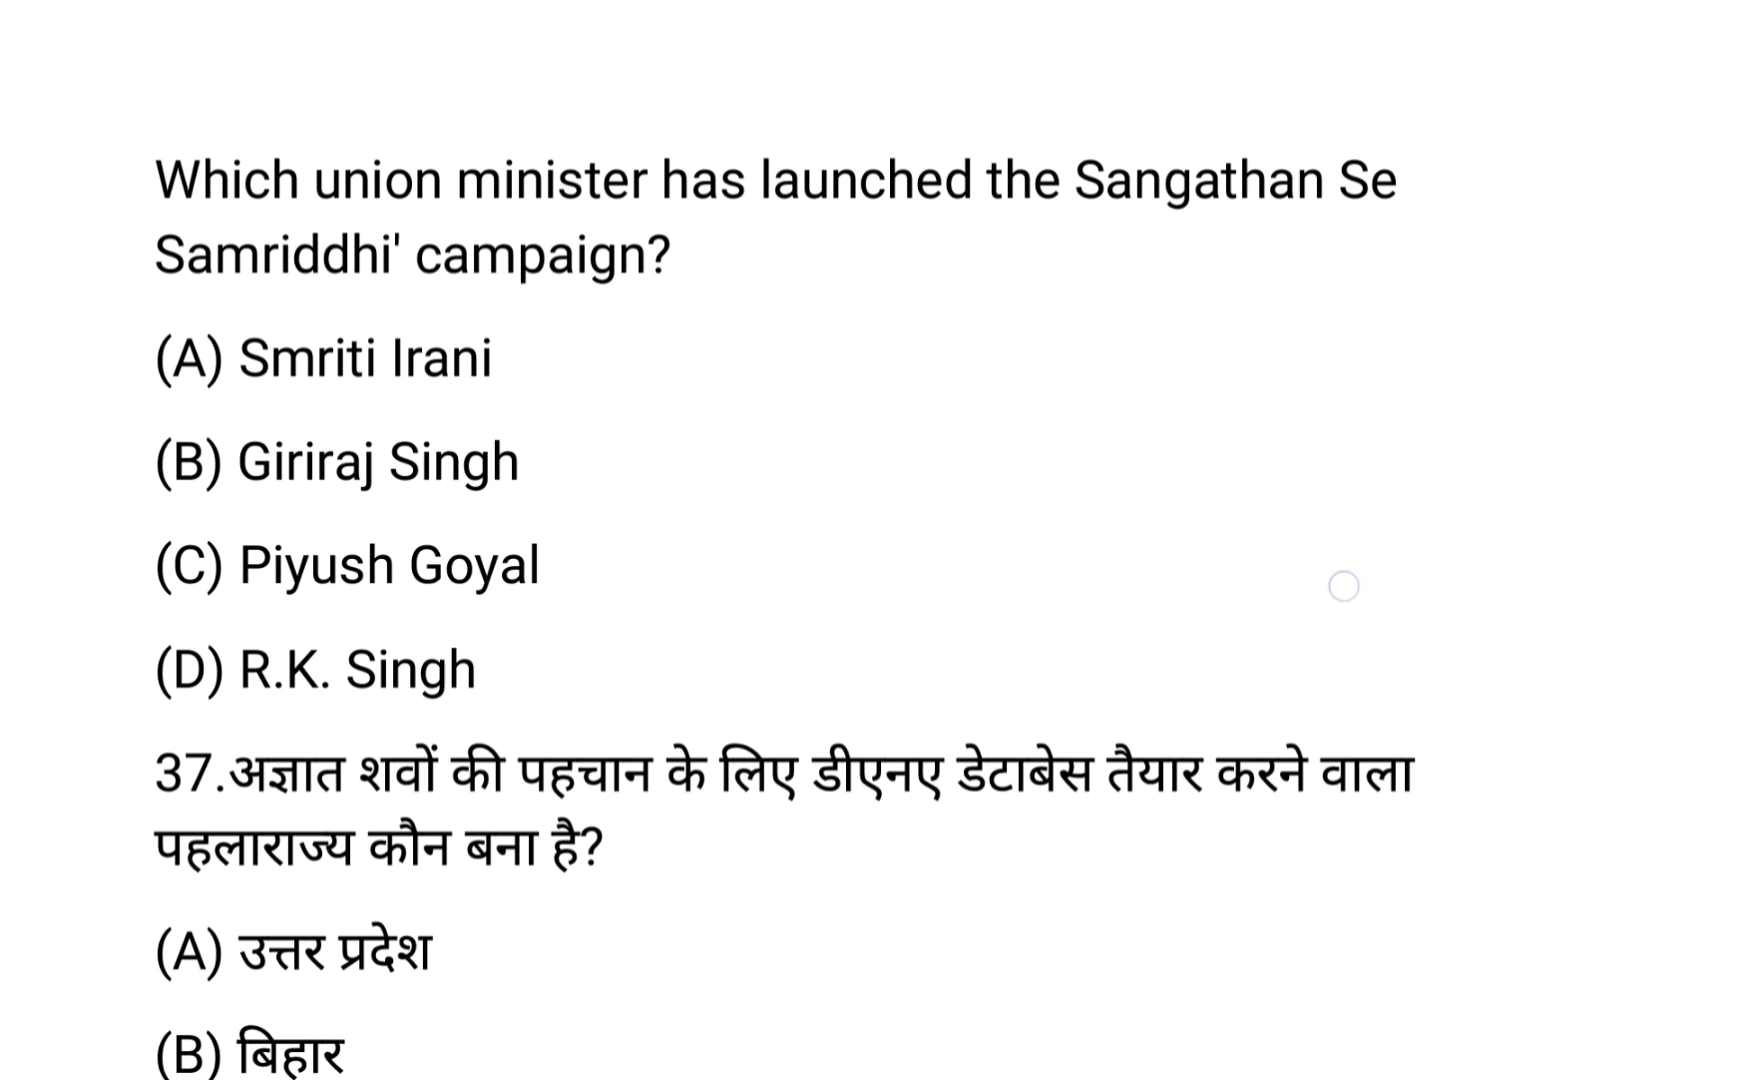 Which union minister has launched the Sangathan Se
Samriddhi' campaign?
(A) Smriti Irani
(B) Giriraj Singh
(C) Piyush Goyal
(D) R.K. Singh
37.अज्ञात शवों की पहचान के लिए डीएनए डेटाबेस तैयार करने वाला
पहलाराज्य कौन बना है?
(A) उत्तर प्रदेश
(B) बिहार